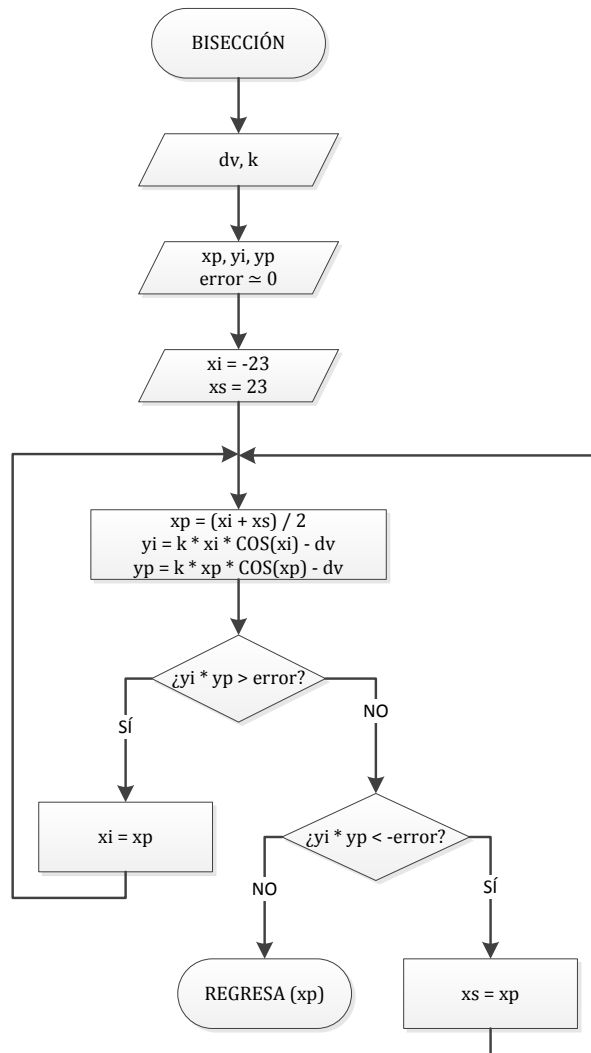 BISECCIÓN
dv, k
xp, yi, yp
error ≃ 0
xi = -23
xs = 23
xp = (xi + xs) / 2
yi = k * xi * COS(xi) - dv
yp = k * xp * COS(xp) - dv
¿yi * yp > error?
SÍ
NO
xi = xp
¿yi * yp < -error?
NO
SÍ
REGRESA (xp)
xs = xp